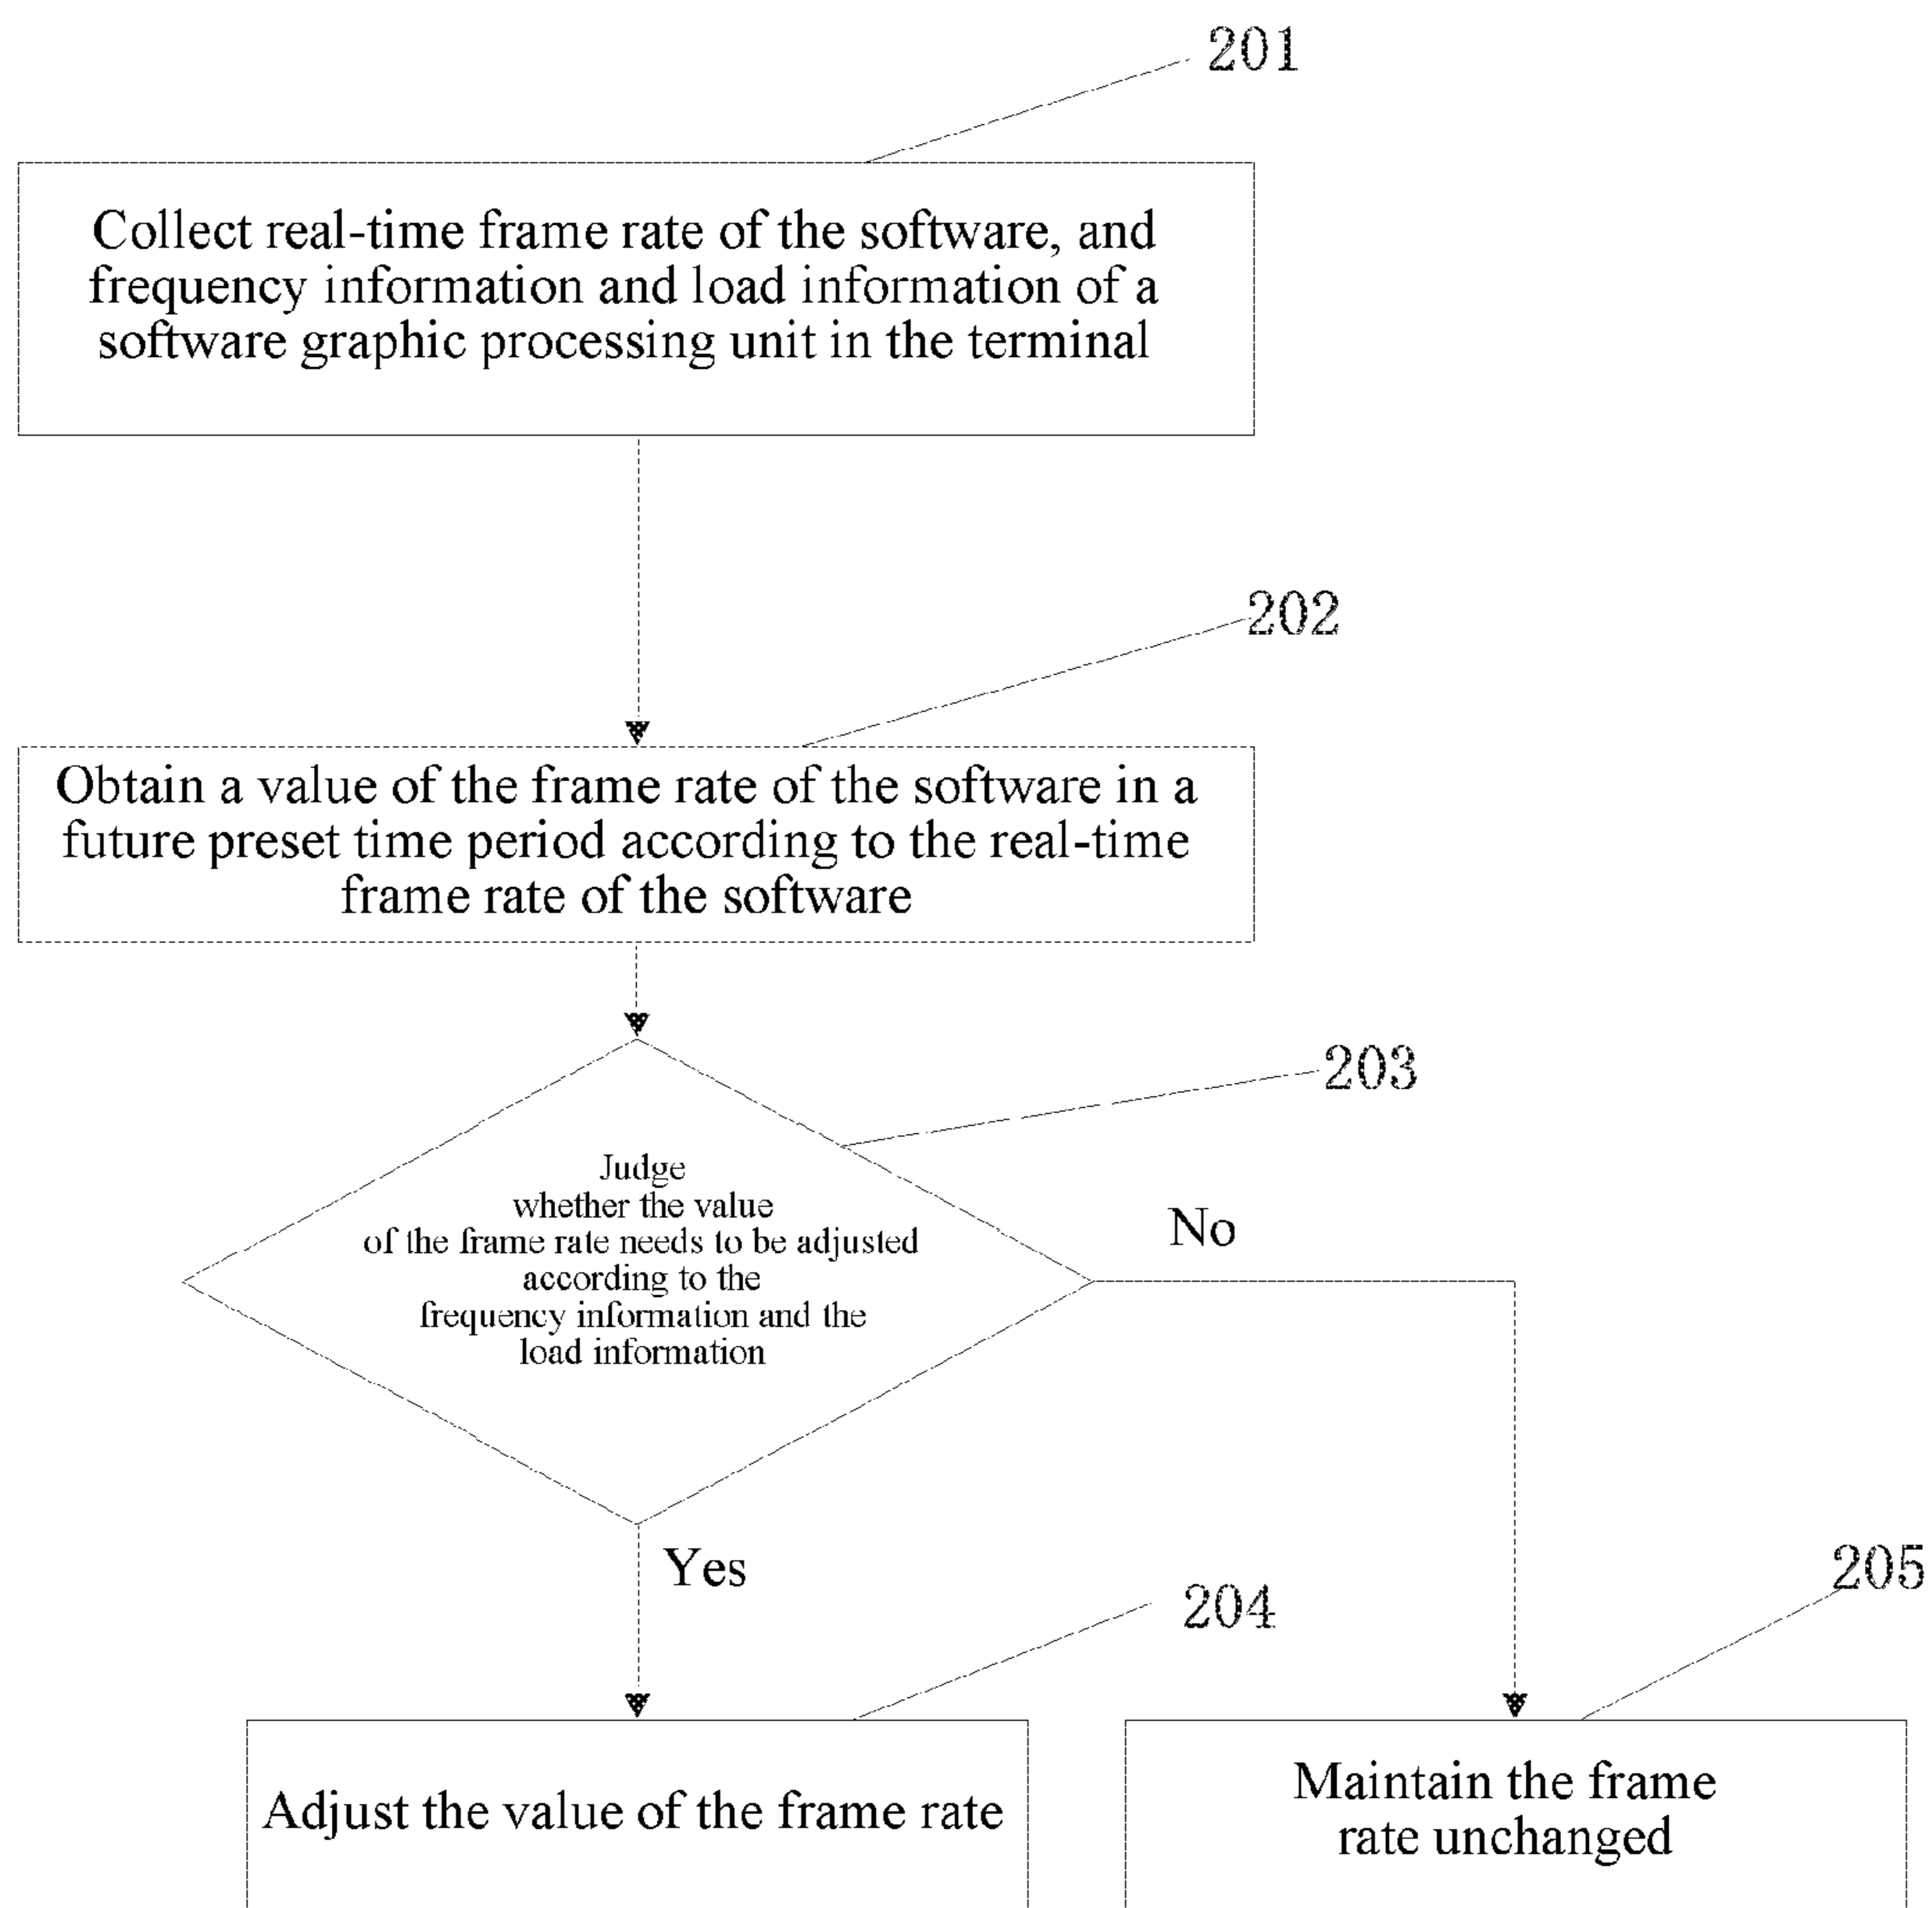 201
Collect real-time frame rate of the software, and
frequency information and load information of a
software graphic processing unit in the terminal
202
Obtain a value of the frame rate of the software in a
future preset time period according to the real-time
frame rate of the software
203
Judge
whether the value
of the frame rate needs to be adjusted
according to the
frequency information and the
load information
No
Yes
204
205
Adjust the value of the frame rate
Maintain the frame
rate unchanged